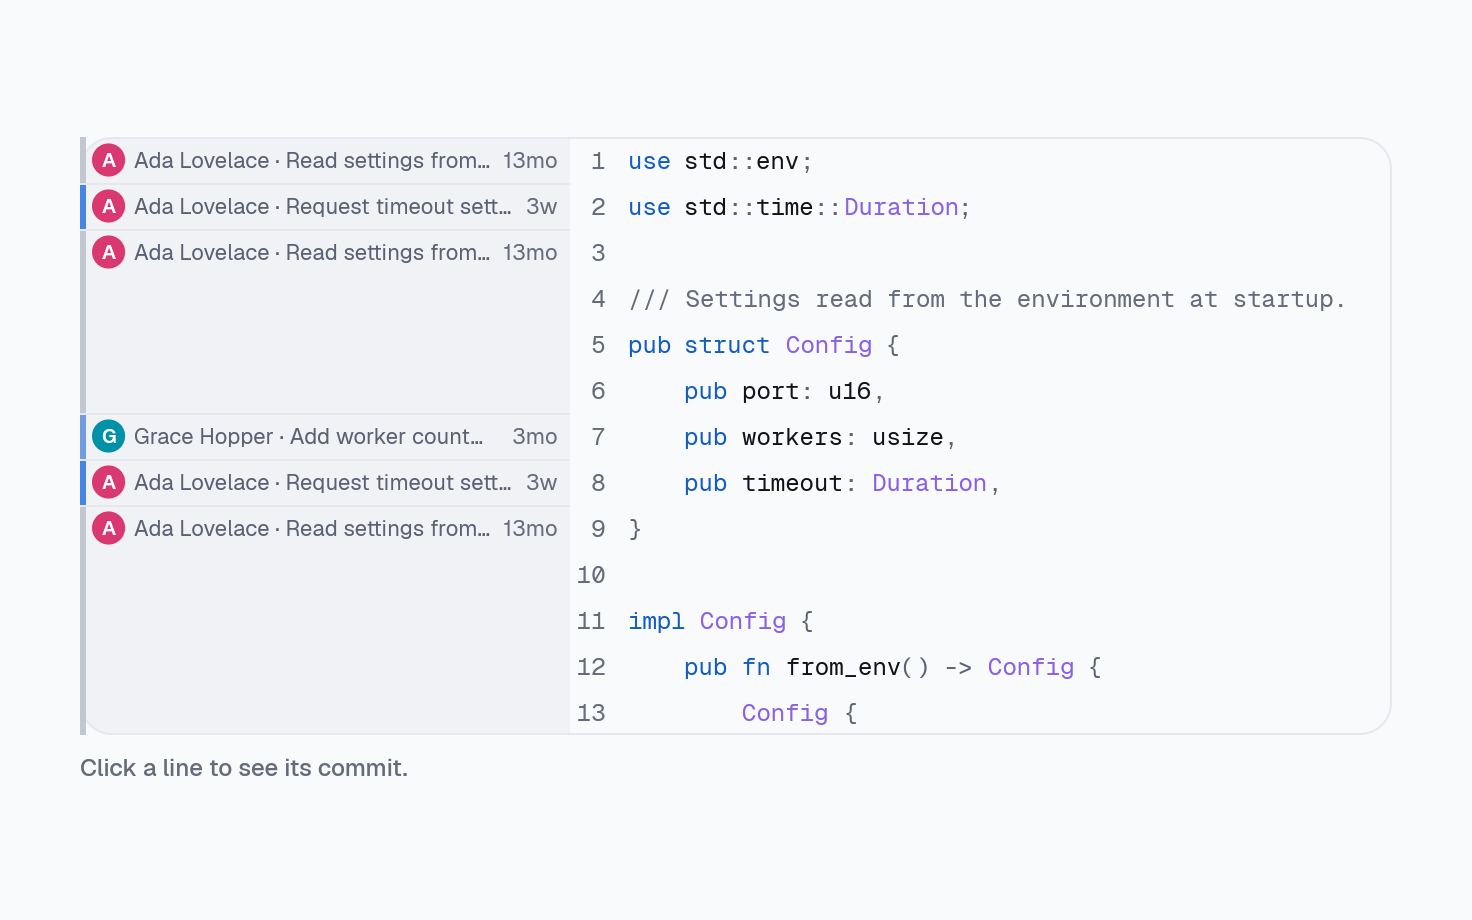 A Ada Lovelace · Read settings from… 13mo 1 use std::env;
A Ada Lovelace · Request timeout sett… 3w 2 use std::time::Duration;
A Ada Lovelace · Read settings from… 13mo 3
4 /// Settings read from the environment at startup.
5 pub struct Config {
6     pub port: u16,
G Grace Hopper · Add worker count… 3mo 7     pub workers: usize,
A Ada Lovelace · Request timeout sett… 3w 8     pub timeout: Duration,
A Ada Lovelace · Read settings from… 13mo 9 }
10
11 impl Config {
12     pub fn from_env() -> Config {
13         Config {
Click a line to see its commit.